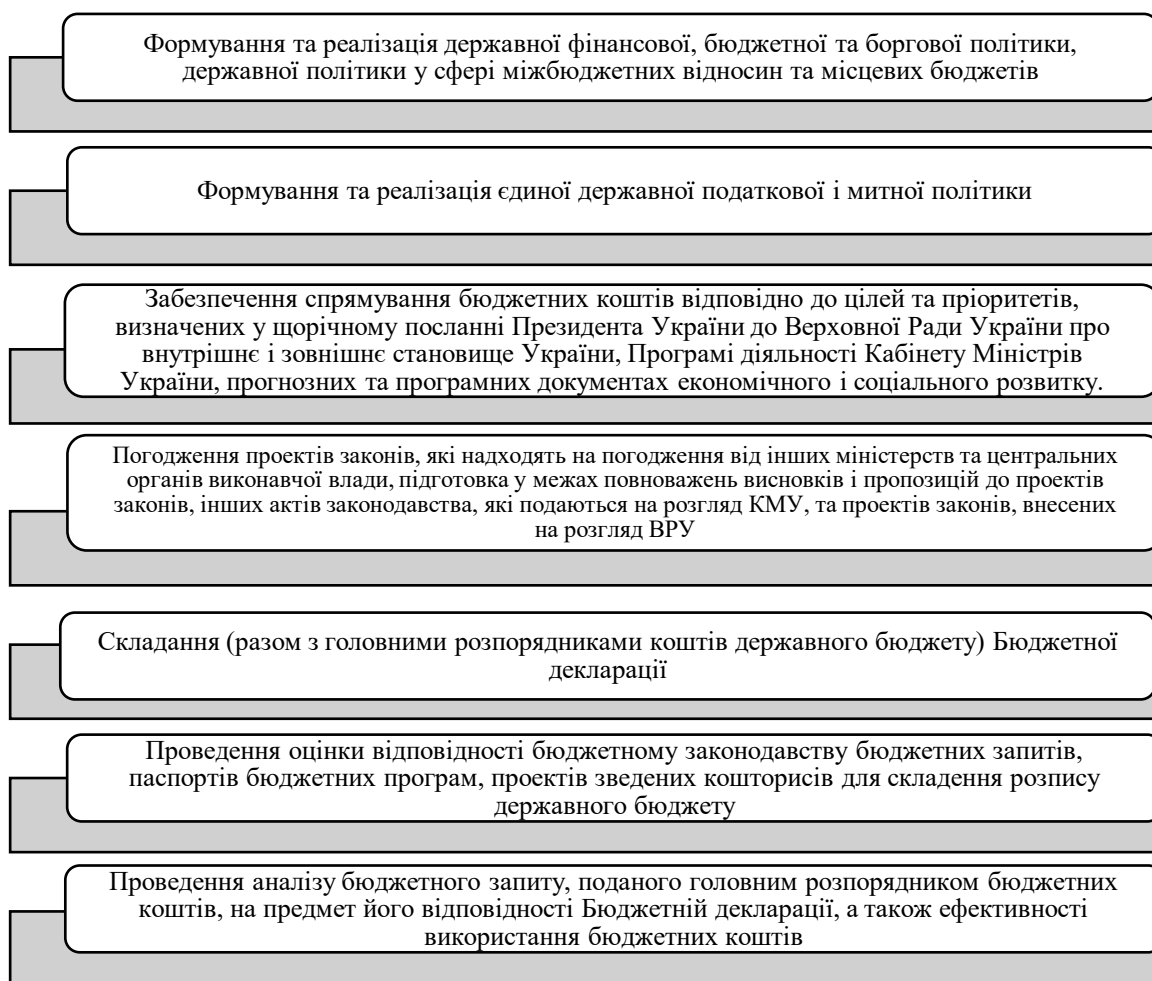 Формування та реалізація державної фінансової, бюджетної та боргової політики,
державної політики у сфері міжбюджетних відносин та місцевих бюджетів
Формування та реалізація єдиної державної податкової і митної політики
Забезпечення спрямування бюджетних коштів відповідно до цілей та пріоритетів,
визначених у щорічному посланні Президента України до Верховної Ради України про
внутрішнє і зовнішнє становище України, Програмі діяльності Кабінету Міністрів
України, прогнозних та програмних документах економічного і соціального розвитку.
Погодження проектів законів, які надходять на погодження від інших міністерств та центральних
органів виконавчої влади, підготовка у межах повноважень висновків і пропозицій до проектів
законів, інших актів законодавства, які подаються на розгляд КМУ, та проектів законів, внесених
на розгляд ВРУ
Складання (разом з головними розпорядниками коштів державного бюджету) Бюджетної
декларації
Проведення оцінки відповідності бюджетному законодавству бюджетних запитів,
паспортів бюджетних програм, проектів зведених кошторисів для складення розпису
державного бюджету
Проведення аналізу бюджетного запиту, поданого головним розпорядником бюджетних
коштів, на предмет його відповідності Бюджетній декларації, а також ефективності
використання бюджетних коштів